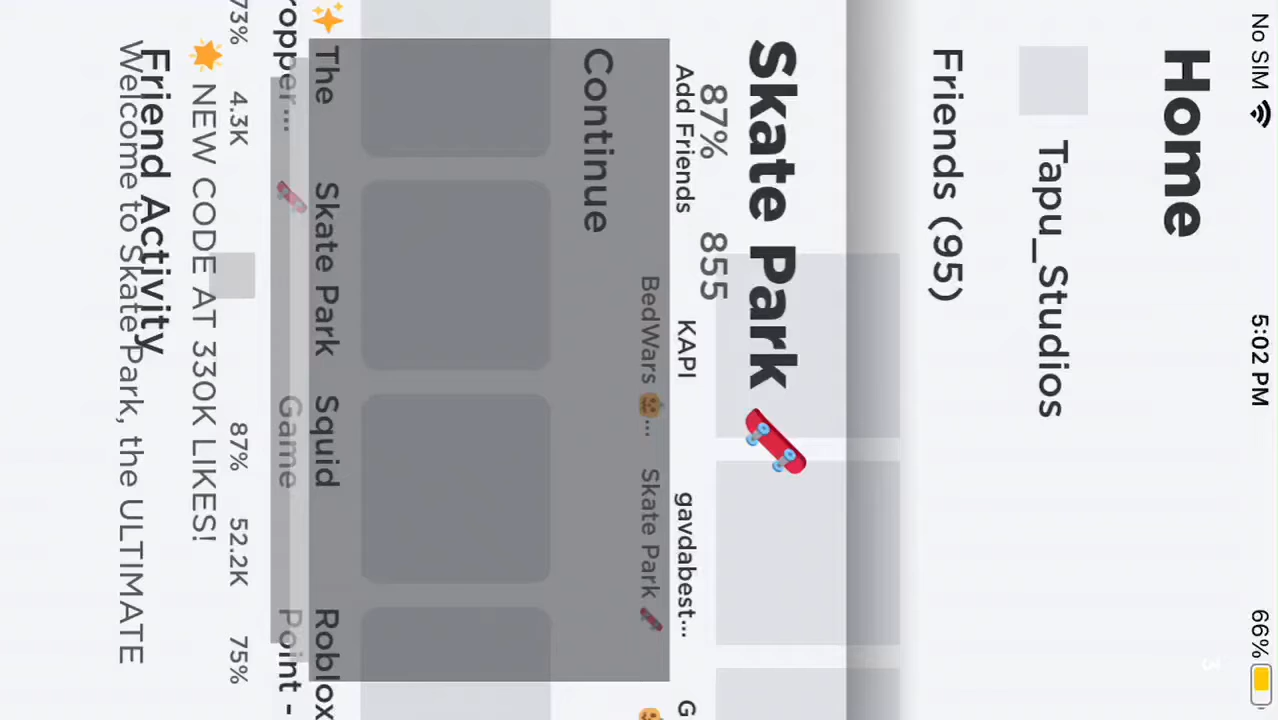 No SIM 5:02 PM 66%
Home
Tapu_Studios
Friends (95)
Skate Park 🛹
87% 855
Add Friends KAPI gavdabest... G
BedWars 🎃... Skate Park 🛹 🎃
Continue
✨ The Skate Park Squid Roblox
ropper... 🛹 Game Point -
73% 4.3K 87% 52.2K 75%
🌟 NEW CODE AT 330K LIKES!
Friend Activity
Welcome to Skate Park, the ULTIMATE